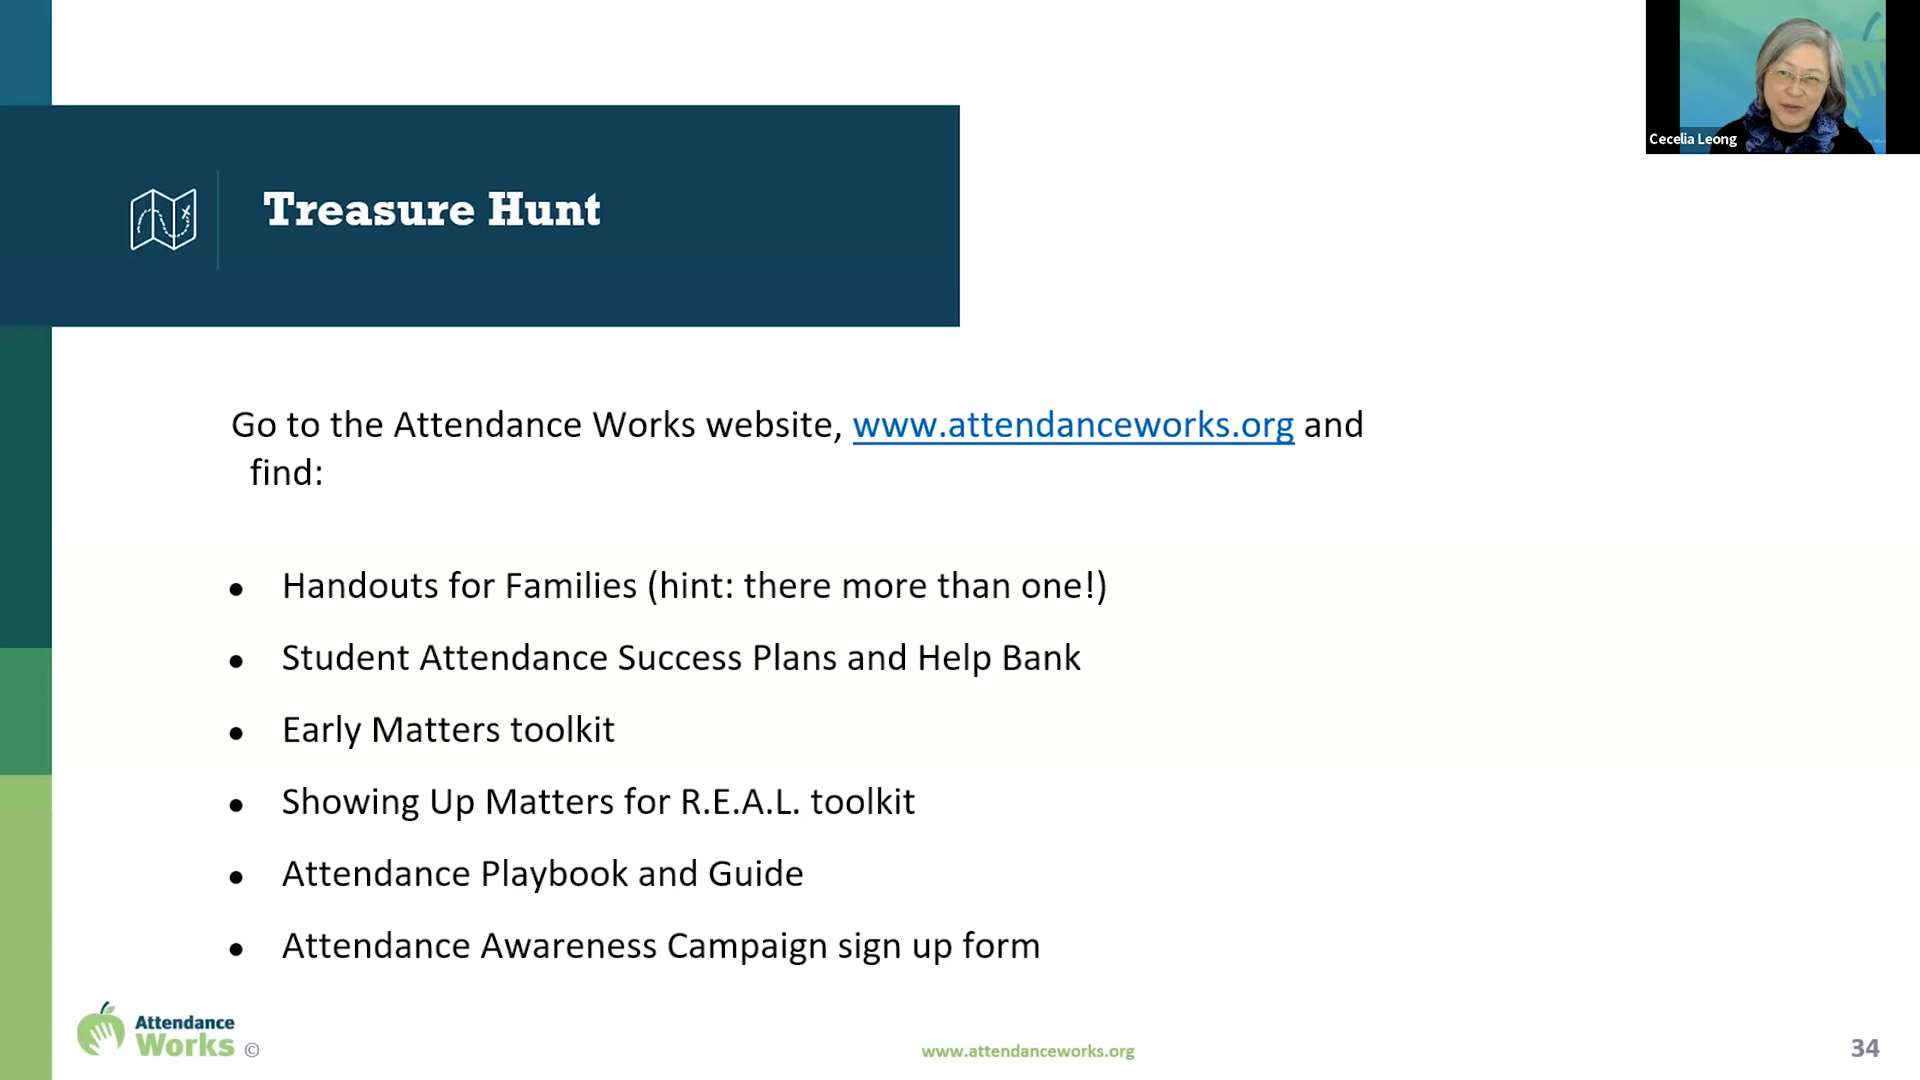 Cecelia Leong
Treasure Hunt
Go to the Attendance Works website, www.attendanceworks.org and
find:
● Handouts for Families (hint: there more than one!)
● Student Attendance Success Plans and Help Bank
● Early Matters toolkit
● Showing Up Matters for R.E.A.L. toolkit
● Attendance Playbook and Guide
● Attendance Awareness Campaign sign up form
Attendance
Works ©
www.attendanceworks.org
34